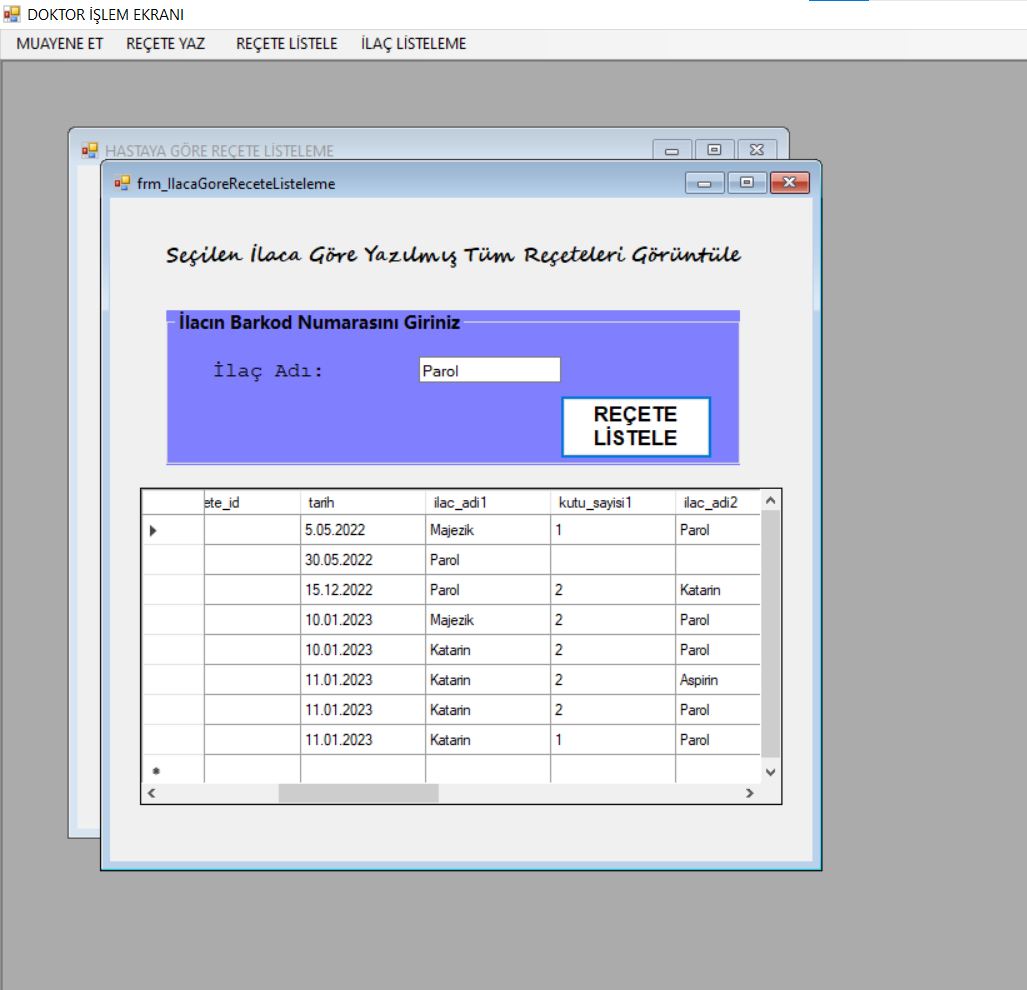 DOKTOR İŞLEM EKRANI
MUAYENE ET REÇETE YAZ REÇETE LİSTELE İLAÇ LİSTELEME
HASTAYA GÖRE REÇETE LİSTELEME
frm_IlacaGoreReceteListeleme
Seçilen İlaca Göre Yazılmış Tüm Reçeteleri Görüntüle
İlacın Barkod Numarasını Giriniz
İlaç Adı: Parol
REÇETE
LİSTELE
ete_id tarih ilac_adi1 kutu_sayisi1 ilac_adi2
5.05.2022 Majezik 1 Parol
30.05.2022 Parol
15.12.2022 Parol 2 Katarin
10.01.2023 Majezik 2 Parol
10.01.2023 Katarin 2 Parol
11.01.2023 Katarin 2 Aspirin
11.01.2023 Katarin 2 Parol
11.01.2023 Katarin 1 Parol